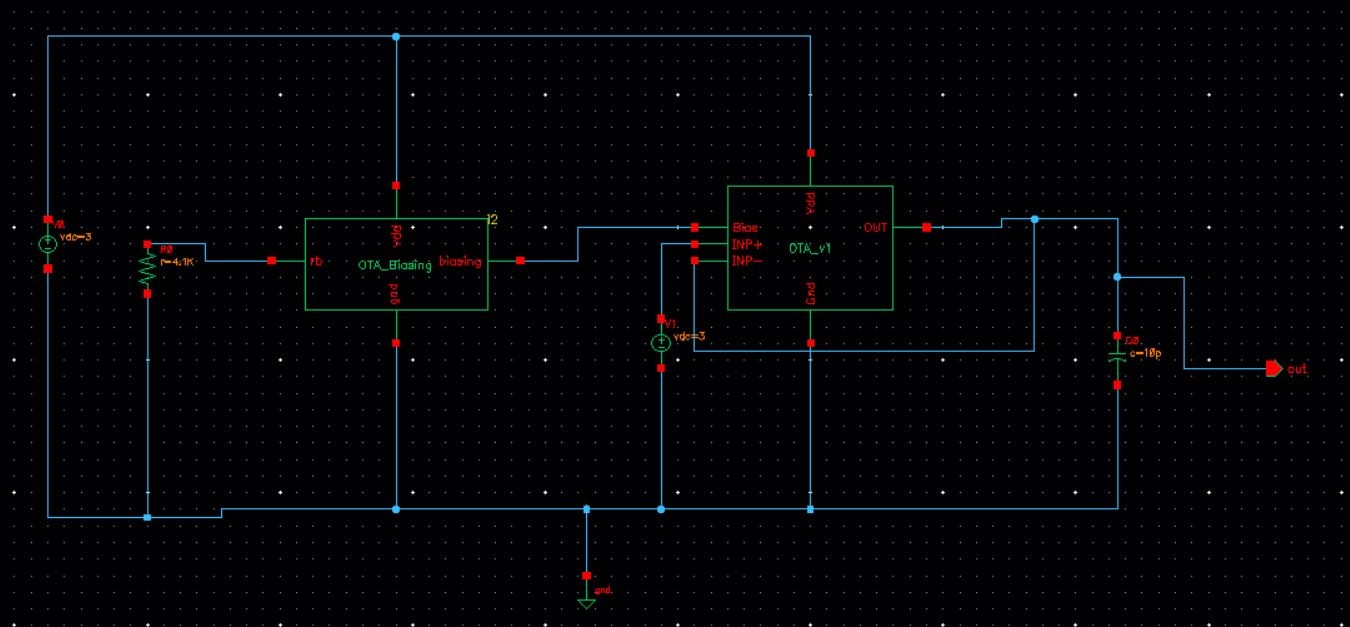 V0
vdc=3
R0
r=4.1K
I2
vdd
rb
OTA_Biasing
biasing
gnd
Vdd
Bias
INP+
INP-
OTA_v1
OUT
Gnd
V1
vdc=3
C0
c=10p
out
gnd